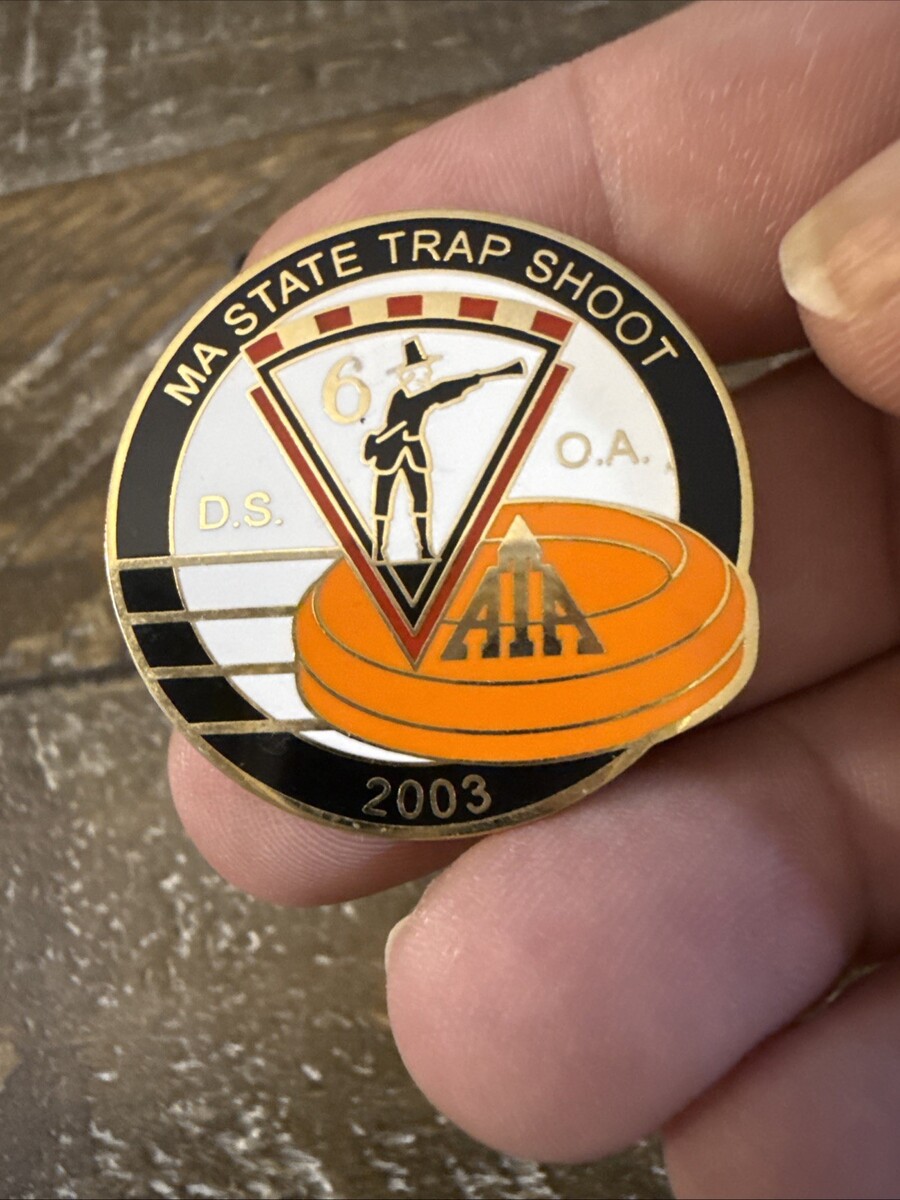 MA STATE TRAP SHOOT
6
O.A.
D.S.
ATA
2003